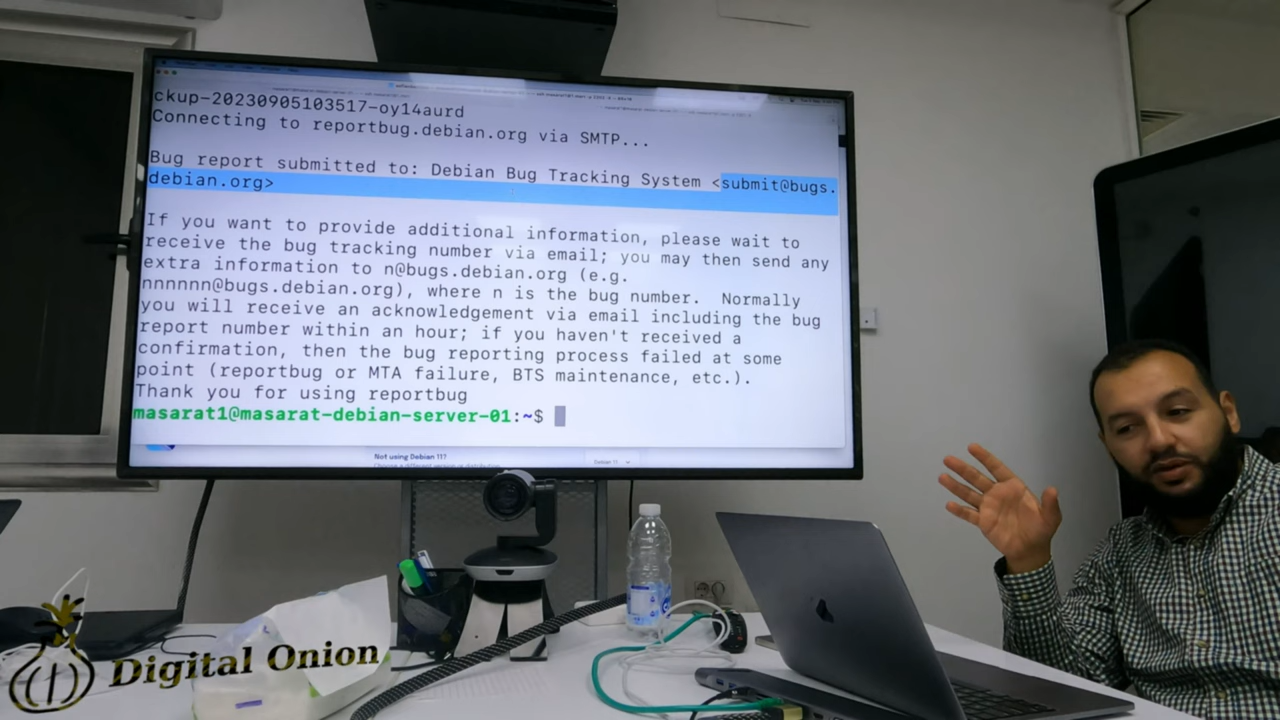 ckup-20230905103517-oy14aurd
Connecting to reportbug.debian.org via SMTP...
Bug report submitted to: Debian Bug Tracking System <submit@bugs.
debian.org>
If you want to provide additional information, please wait to
receive the bug tracking number via email; you may then send any
extra information to n@bugs.debian.org (e.g.
nnnnnn@bugs.debian.org), where n is the bug number.  Normally
you will receive an acknowledgement via email including the bug
report number within an hour; if you haven't received a
confirmation, then the bug reporting process failed at some
point (reportbug or MTA failure, BTS maintenance, etc.).
Thank you for using reportbug
masarat1@masarat-debian-server-01:~$
Not using Debian 11?
Debian 11
Digital Onion